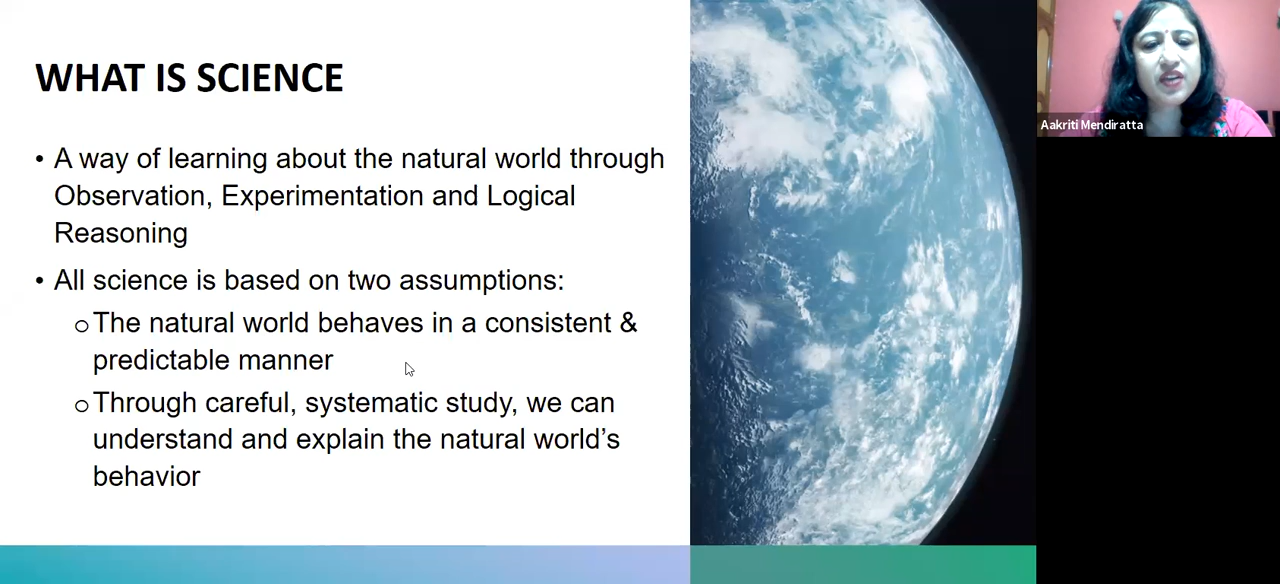 WHAT IS SCIENCE
• A way of learning about the natural world through
Observation, Experimentation and Logical
Reasoning
• All science is based on two assumptions:
o The natural world behaves in a consistent &
predictable manner
o Through careful, systematic study, we can
understand and explain the natural world’s
behavior
Aakriti Mendiratta